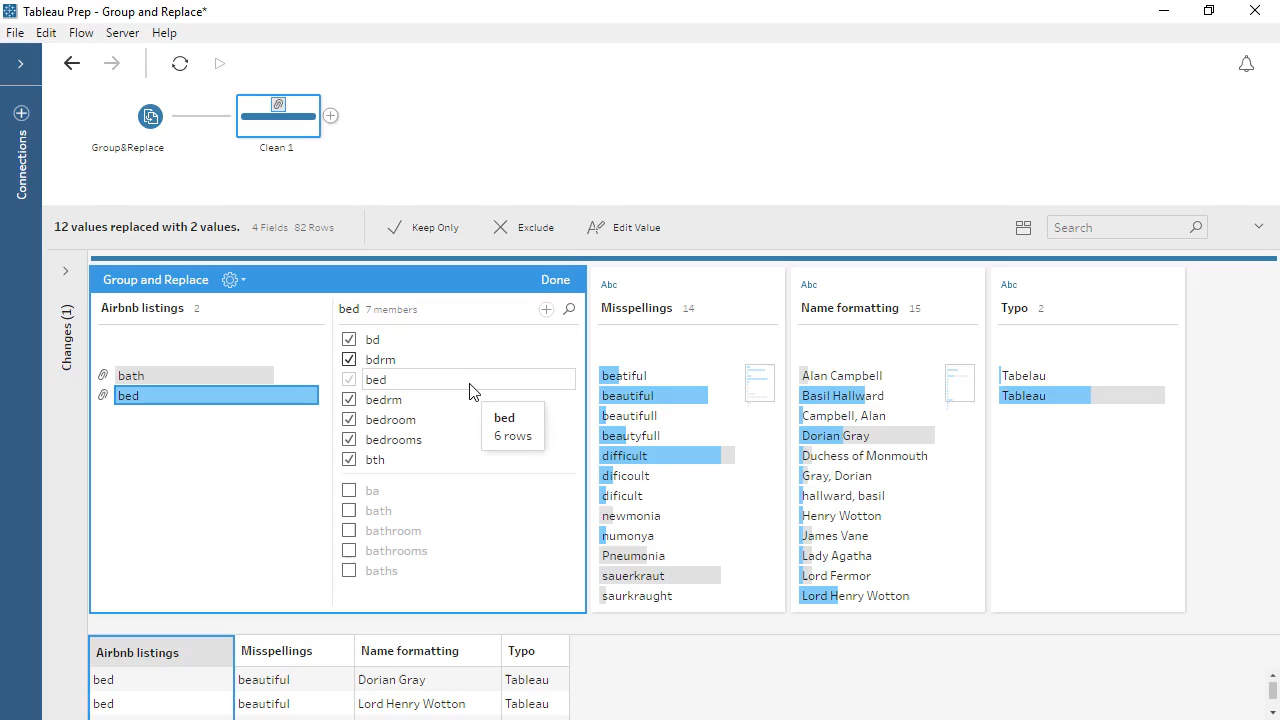 Tableau Prep - Group and Replace*
File Edit Flow Server Help
Connections
Group&Replace
Clean 1
12 values replaced with 2 values. 4 Fields 82 Rows Keep Only Exclude Edit Value Search
Changes (1)
Group and Replace Done
Airbnb listings 2
bath
bed
bed 7 members
bd
bdrm
bed
bedrm
bedroom
bedrooms
bth
ba
bath
bathroom
bathrooms
baths
bed
6 rows
Abc
Misspellings 14
beatiful
beautiful
beautifull
beautyfull
difficult
dificoult
dificult
newmonia
numonya
Pneumonia
sauerkraut
saurkraught
Abc
Name formatting 15
Alan Campbell
Basil Hallward
Campbell, Alan
Dorian Gray
Duchess of Monmouth
Gray, Dorian
hallward, basil
Henry Wotton
James Vane
Lady Agatha
Lord Fermor
Lord Henry Wotton
Abc
Typo 2
Tabelau
Tableau
Airbnb listings Misspellings Name formatting Typo
bed beautiful Dorian Gray Tableau
bed beautiful Lord Henry Wotton Tableau